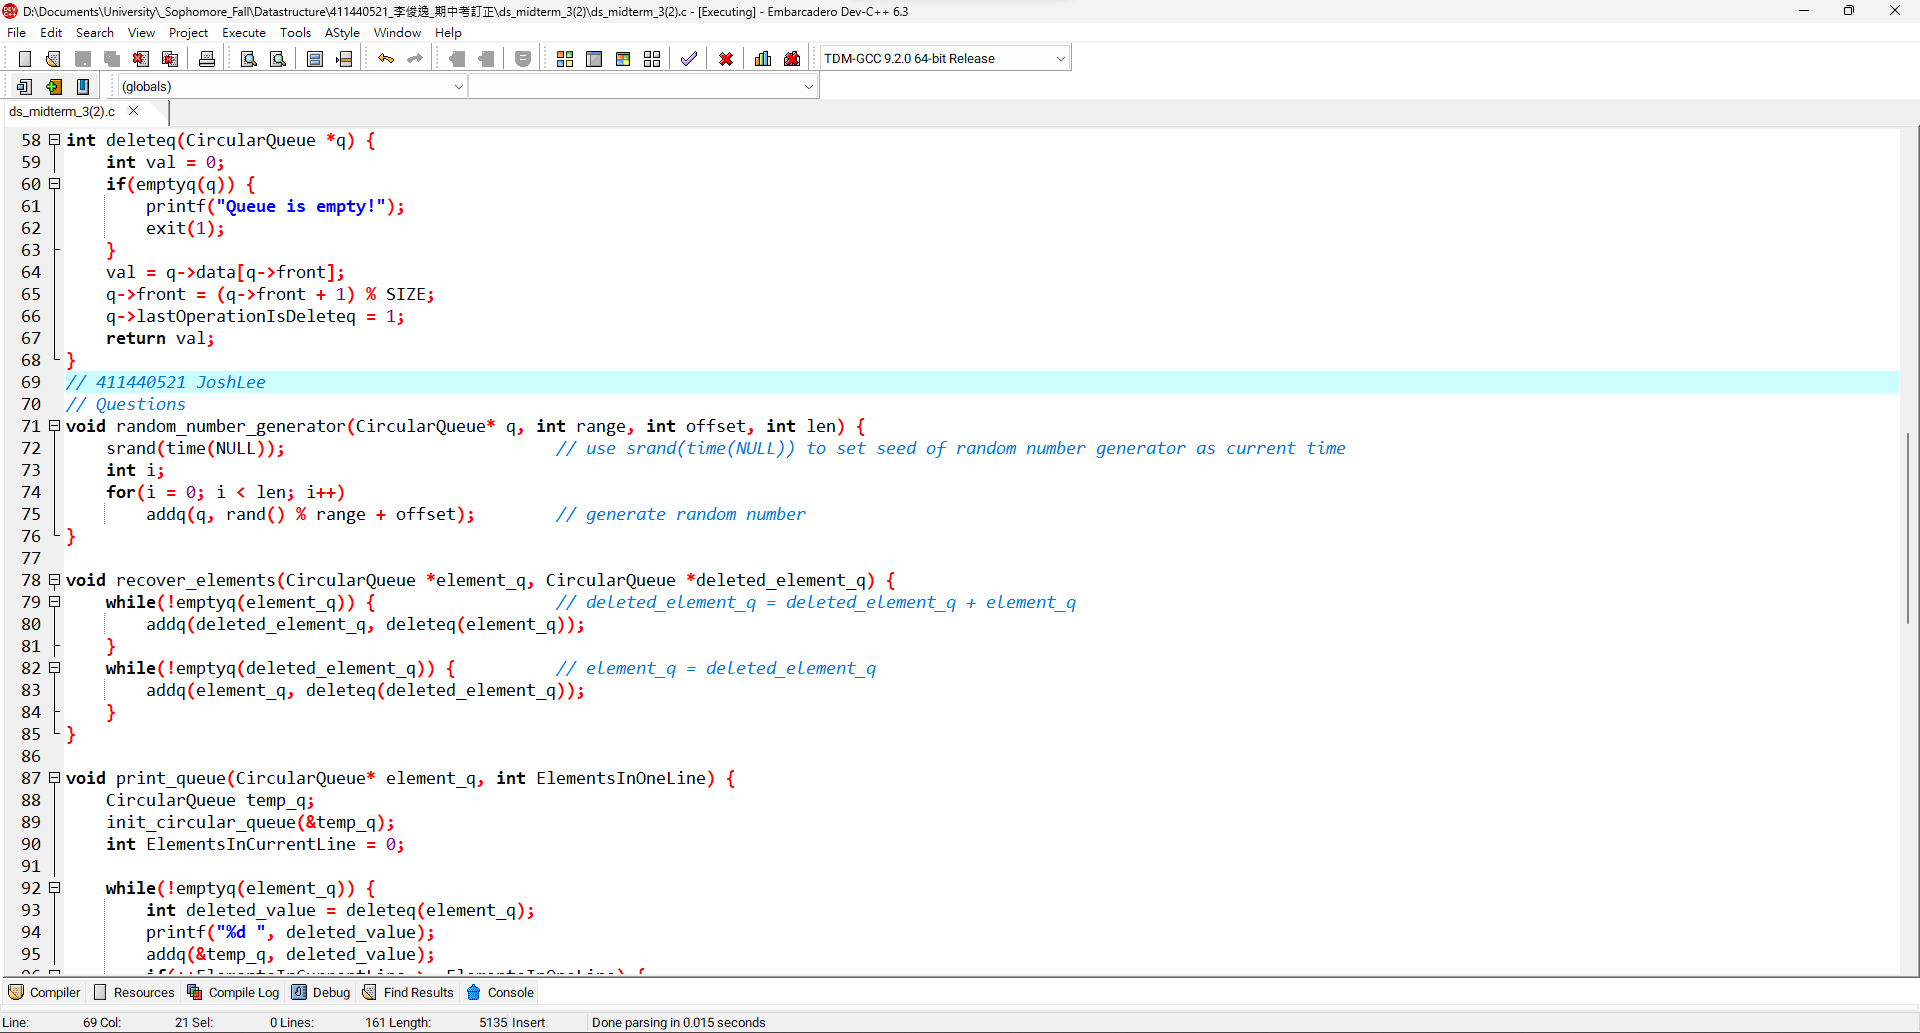 D:\Documents\University\_Sophomore_Fall\Datastructure\411440521_李俊逸_期中考訂正\ds_midterm_3(2)\ds_midterm_3(2).c - [Executing] - Embarcadero Dev-C++ 6.3
File Edit Search View Project Execute Tools AStyle Window Help
TDM-GCC 9.2.0 64-bit Release
(globals)
ds_midterm_3(2).c
58 int deleteq(CircularQueue *q) {
59     int val = 0;
60     if(emptyq(q)) {
61         printf("Queue is empty!");
62         exit(1);
63     }
64     val = q->data[q->front];
65     q->front = (q->front + 1) % SIZE;
66     q->lastOperationIsDeleteq = 1;
67     return val;
68 }
69 // 411440521 JoshLee
70 // Questions
71 void random_number_generator(CircularQueue* q, int range, int offset, int len) {
72     srand(time(NULL));                           // use srand(time(NULL)) to set seed of random number generator as current time
73     int i;
74     for(i = 0; i < len; i++)
75         addq(q, rand() % range + offset);        // generate random number
76 }
77
78 void recover_elements(CircularQueue *element_q, CircularQueue *deleted_element_q) {
79     while(!emptyq(element_q)) {                  // deleted_element_q = deleted_element_q + element_q
80         addq(deleted_element_q, deleteq(element_q));
81     }
82     while(!emptyq(deleted_element_q)) {          // element_q = deleted_element_q
83         addq(element_q, deleteq(deleted_element_q));
84     }
85 }
86
87 void print_queue(CircularQueue* element_q, int ElementsInOneLine) {
88     CircularQueue temp_q;
89     init_circular_queue(&temp_q);
90     int ElementsInCurrentLine = 0;
91
92     while(!emptyq(element_q)) {
93         int deleted_value = deleteq(element_q);
94         printf("%d ", deleted_value);
95         addq(&temp_q, deleted_value);
Compiler Resources Compile Log Debug Find Results Console
Line: 69 Col: 21 Sel: 0 Lines: 161 Length: 5135 Insert Done parsing in 0.015 seconds